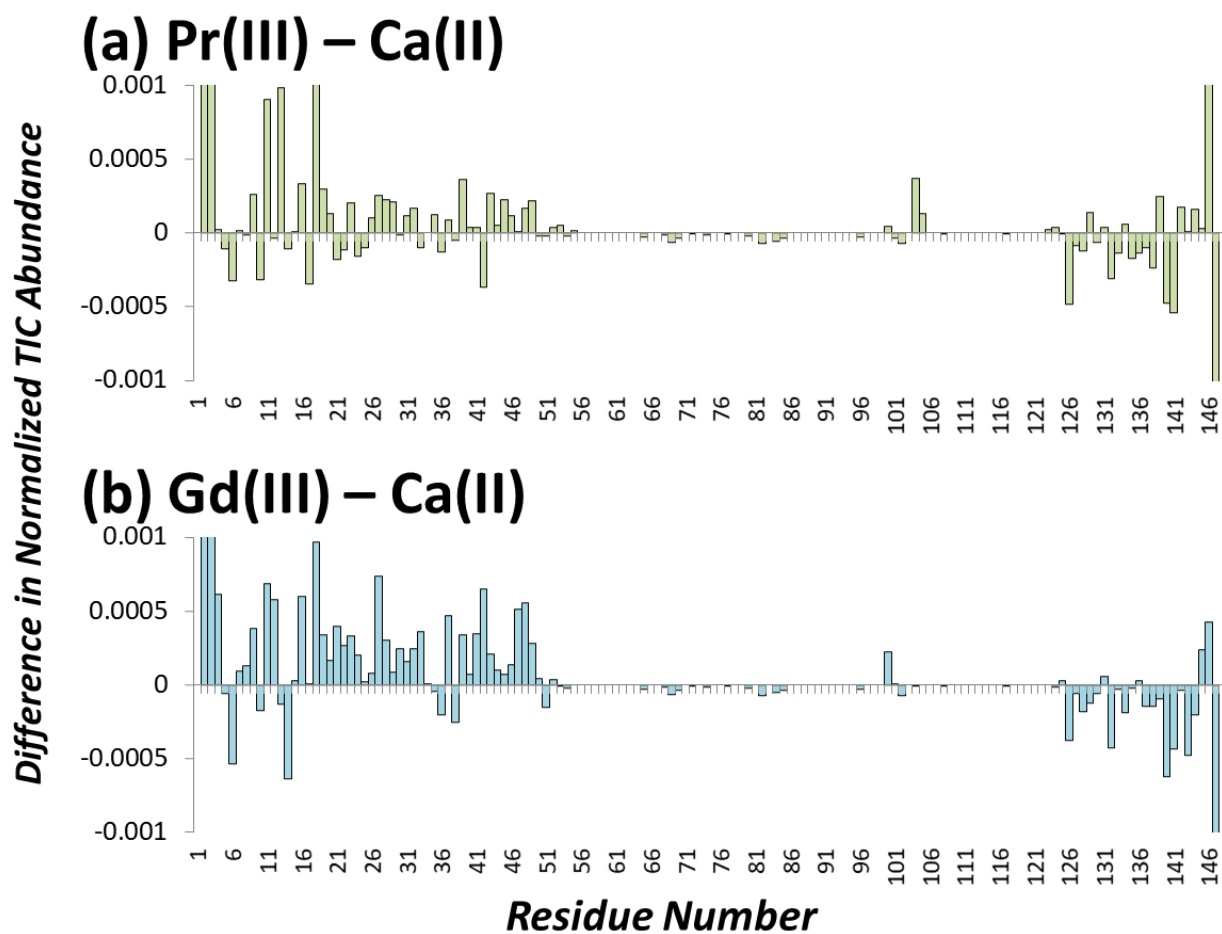 (a) Pr(III) – Ca(II)
Difference in Normalized TIC Abundance
0.001
0.0005
0
-0.0005
-0.001
1 6 11 16 21 26 31 36 41 46 51 56 61 66 71 76 81 86 91 96 101 106 111 116 121 126 131 136 141 146
(b) Gd(III) – Ca(II)
0.001
0.0005
0
-0.0005
-0.001
1 6 11 16 21 26 31 36 41 46 51 56 61 66 71 76 81 86 91 96 101 106 111 116 121 126 131 136 141 146
Residue Number